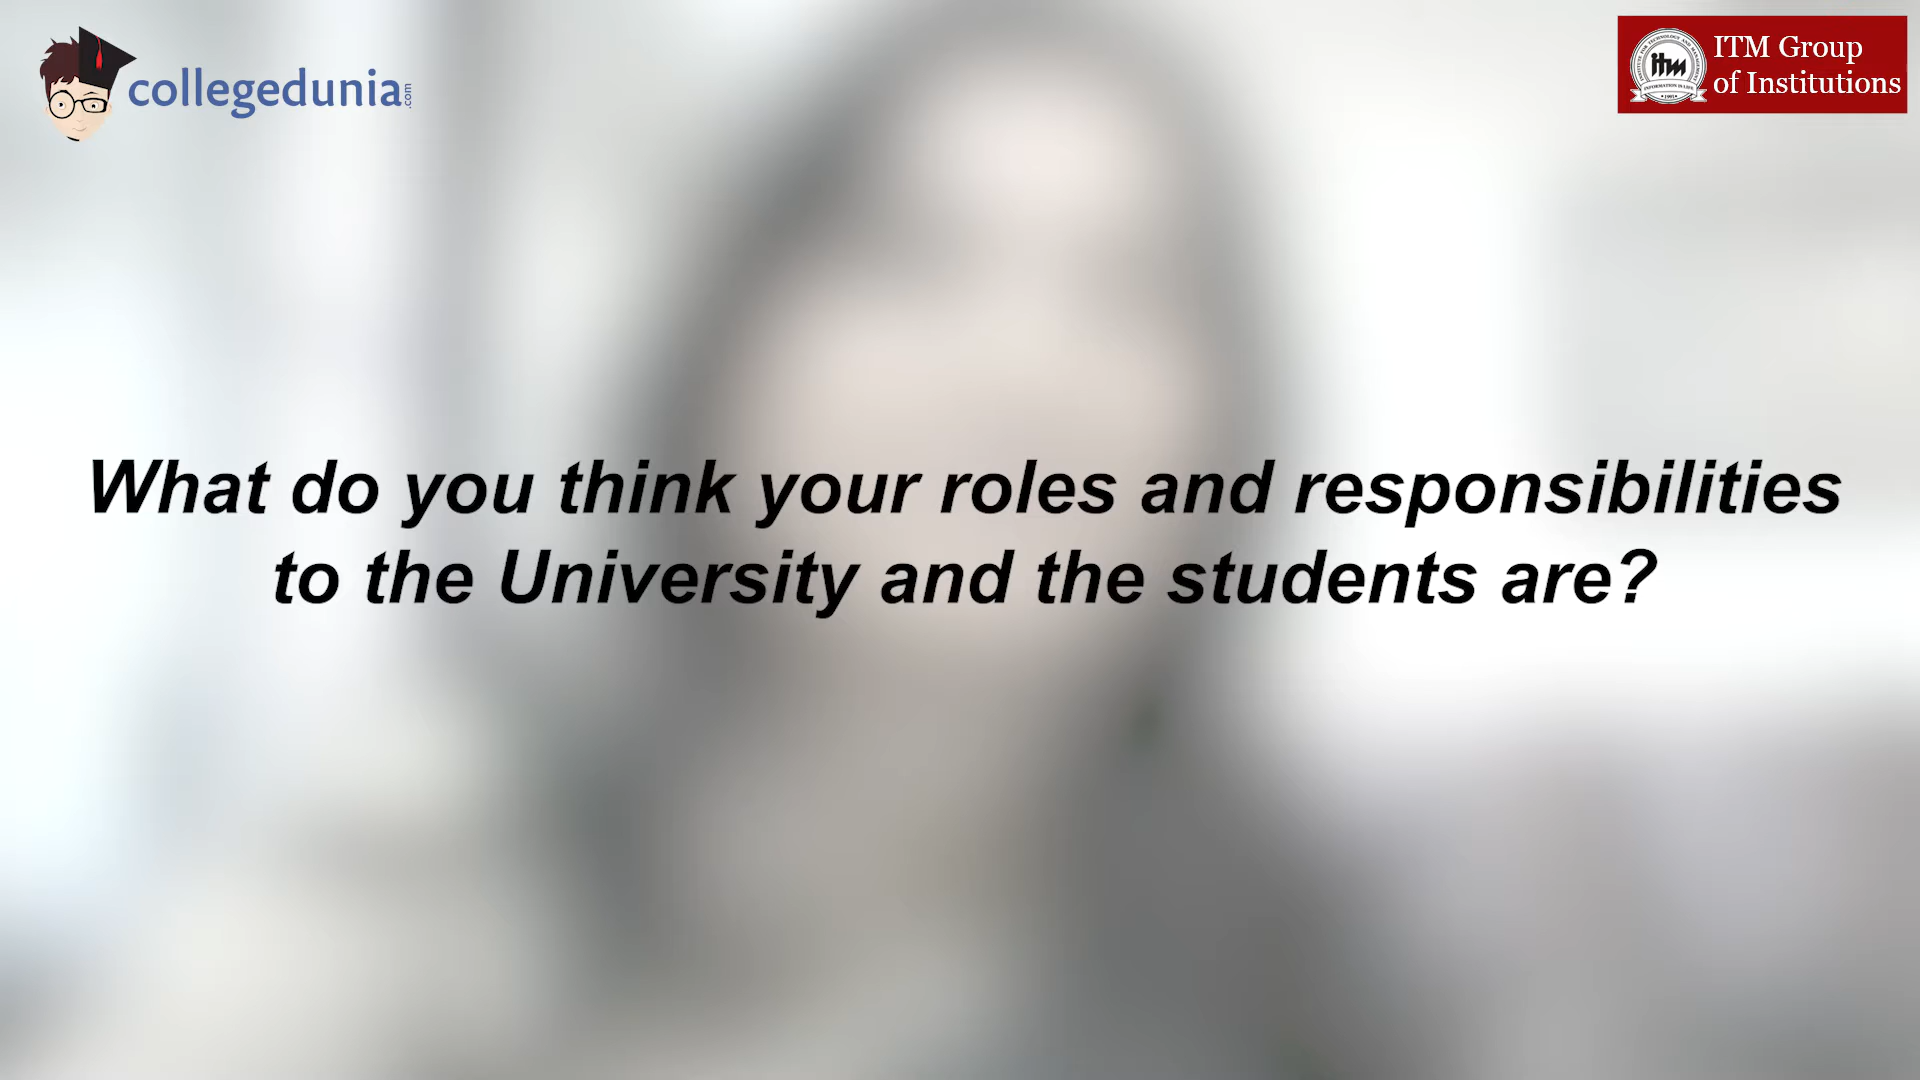 collegedunia
.com
itm
ITM Group
of Institutions
What do you think your roles and responsibilities
to the University and the students are?